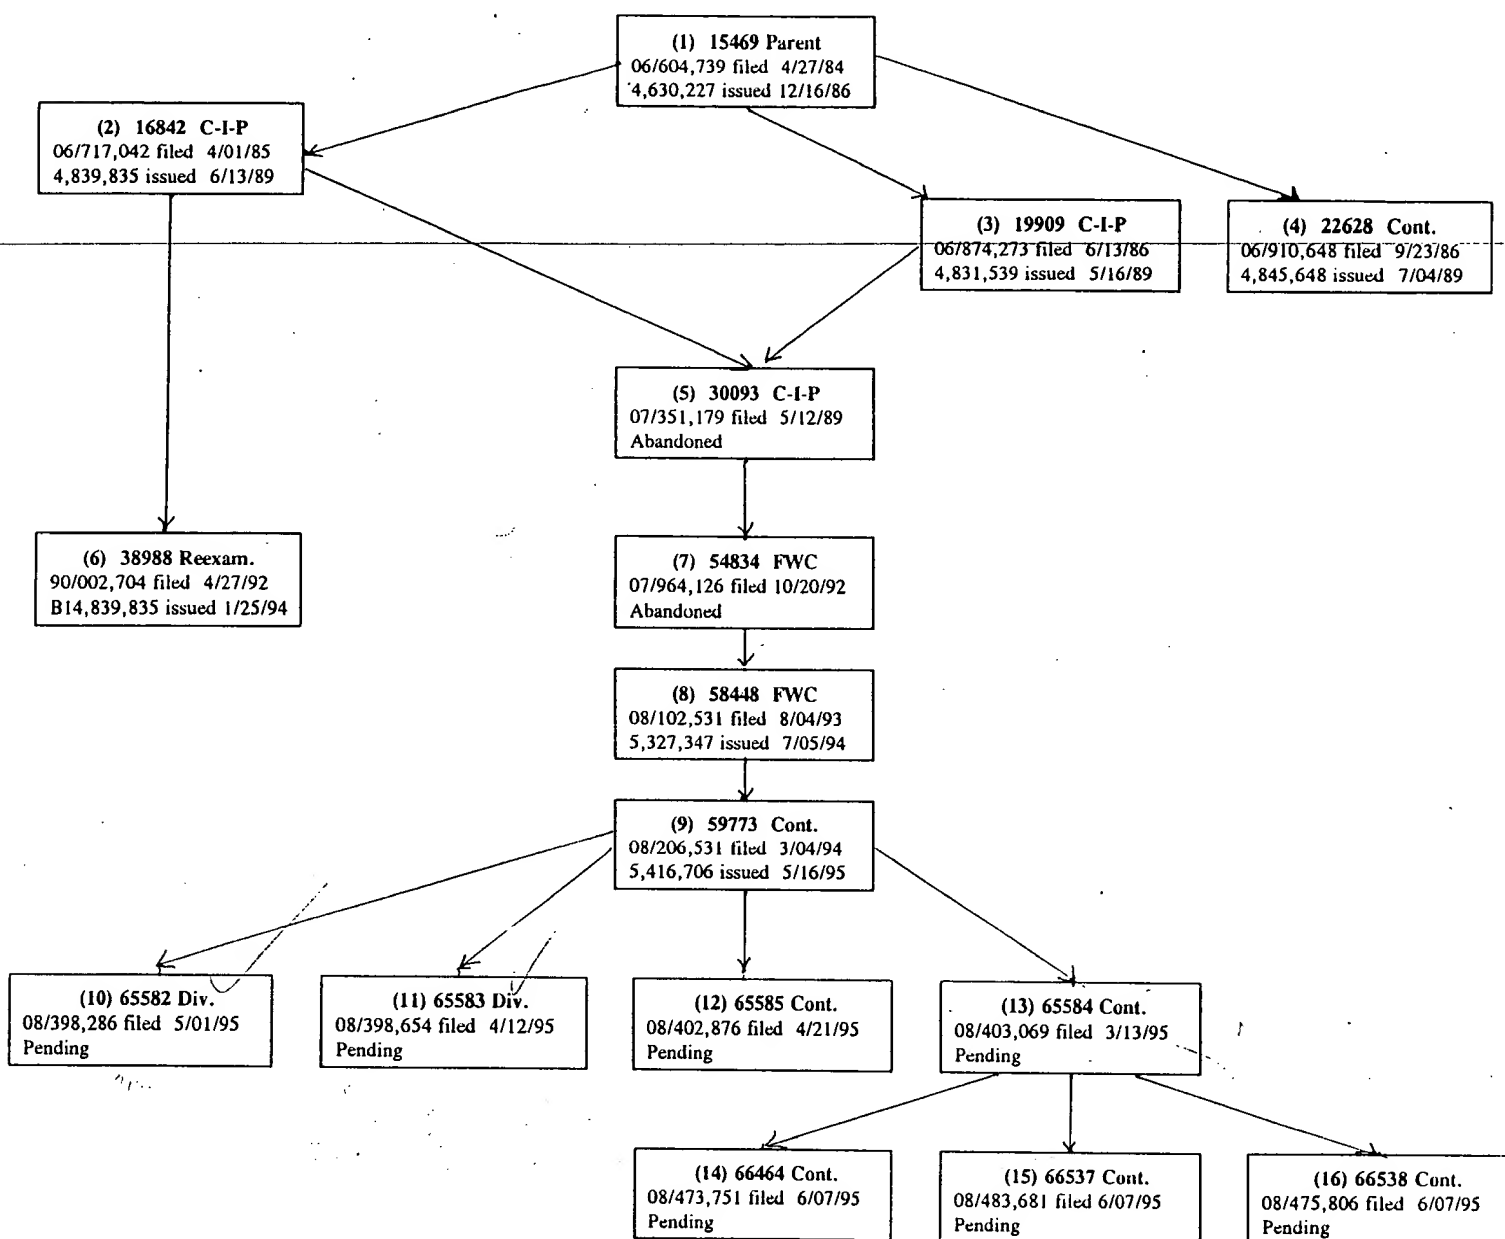 (1) 15469 Parent
06/604,739 filed 4/27/84
4,630,227 issued 12/16/86
(2) 16842 C-I-P
06/717,042 filed 4/01/85
4,839,835 issued 6/13/89
(3) 19909 C-I-P
06/874,273 filed 6/13/86
4,831,539 issued 5/16/89
(4) 22628 Cont.
06/910,648 filed 9/23/86
4,845,648 issued 7/04/89
(5) 30093 C-I-P
07/351,179 filed 5/12/89
Abandoned
(6) 38988 Reexam.
90/002,704 filed 4/27/92
B14,839,835 issued 1/25/94
(7) 54834 FWC
07/964,126 filed 10/20/92
Abandoned
(8) 58448 FWC
08/102,531 filed 8/04/93
5,327,347 issued 7/05/94
(9) 59773 Cont.
08/206,531 filed 3/04/94
5,416,706 issued 5/16/95
(10) 65582 Div.
08/398,286 filed 5/01/95
Pending
(11) 65583 Div.
08/398,654 filed 4/12/95
Pending
(12) 65585 Cont.
08/402,876 filed 4/21/95
Pending
(13) 65584 Cont.
08/403,069 filed 3/13/95
Pending
(14) 66464 Cont.
08/473,751 filed 6/07/95
Pending
(15) 66537 Cont.
08/483,681 filed 6/07/95
Pending
(16) 66538 Cont.
08/475,806 filed 6/07/95
Pending